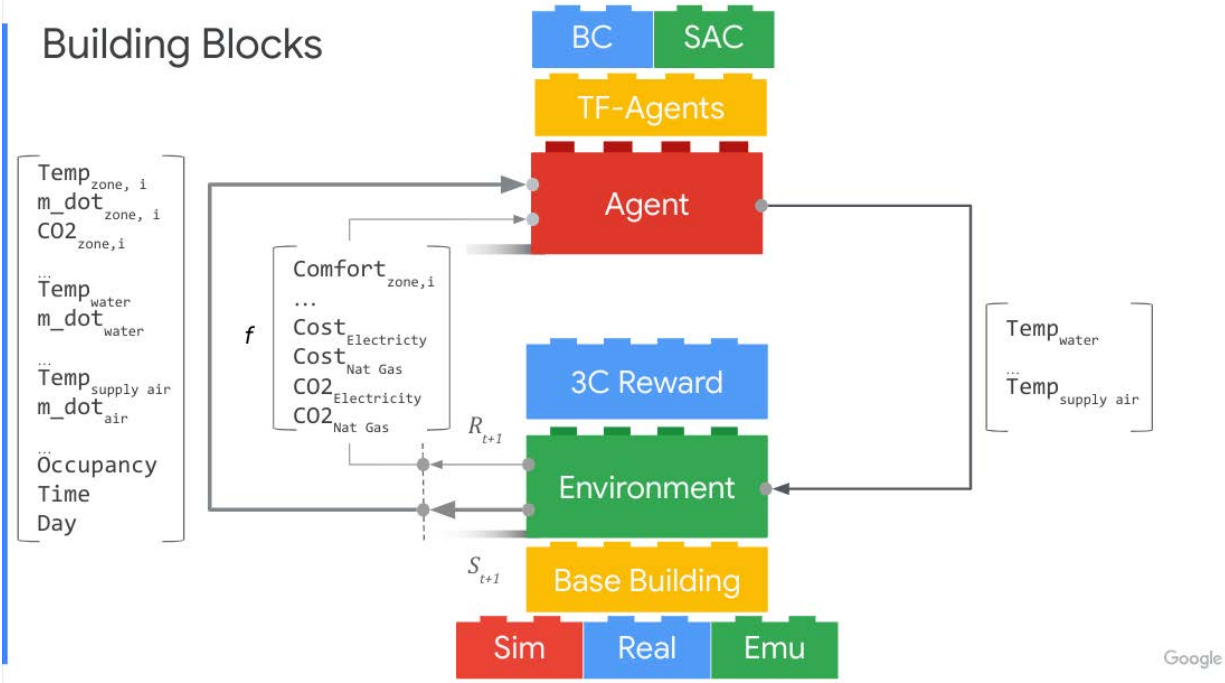 Building Blocks
BC
SAC
TF-Agents
Agent
Temp zone, i
m_dot zone, i
CO2 zone,i
...
Temp water
m_dot water
...
Temp supply air
m_dot air
...
Occupancy
Time
Day
f
Comfort zone,i
...
Cost Electricty
Cost Nat Gas
CO2 Electricity
CO2 Nat Gas
R t+1
S t+1
3C Reward
Environment
Base Building
Sim
Real
Emu
Temp water
...
Temp supply air
Google